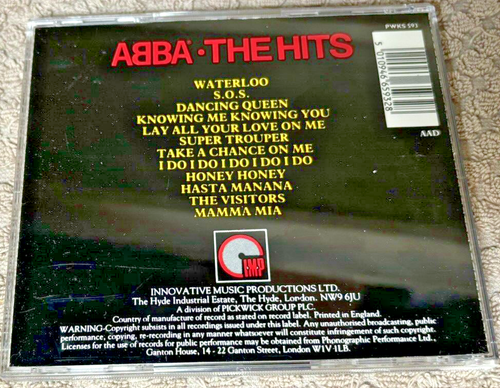 PWKS 593
ABBA • THE HITS
5 010946 659328
AAD
WATERLOO
S.O.S.
DANCING QUEEN
KNOWING ME KNOWING YOU
LAY ALL YOUR LOVE ON ME
SUPER TROUPER
TAKE A CHANCE ON ME
I DO I DO I DO I DO I DO
HONEY HONEY
HASTA MANANA
THE VISITORS
MAMMA MIA
IMP
INNOVATIVE MUSIC PRODUCTIONS LTD.
The Hyde Industrial Estate, The Hyde, London. NW9 6JU
A division of PICKWICK GROUP PLC.
Country of manufacture of record as stated on record label. Printed in England.
WARNING-Copyright subsists in all recordings issued under this label. Any unauthorised broadcasting, public
performance, copying, re-recording in any manner whatsoever will constitute infringement of such copyright.
Licenses for the use of records for public performance may be obtained from Phonographic Performance Ltd.,
Ganton House, 14 - 22 Ganton Street, London W1V 1LB.